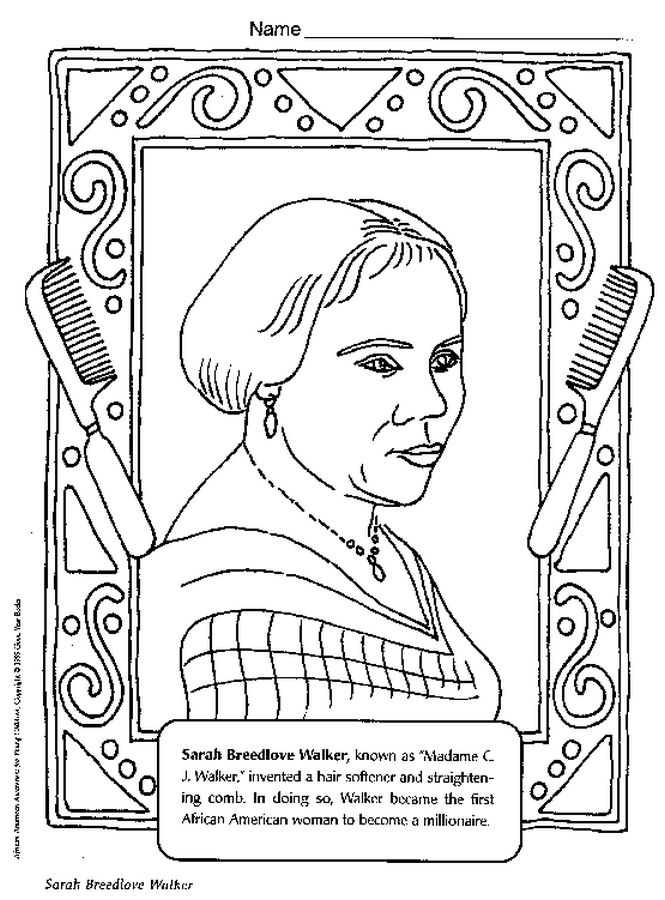 Name
Sarah Breedlove Walker, known as "Madame C.
J. Walker," invented a hair softener and straighten-
ing comb. In doing so, Walker became the first
African American woman to become a millionaire.
Sarah Breedlove Walker